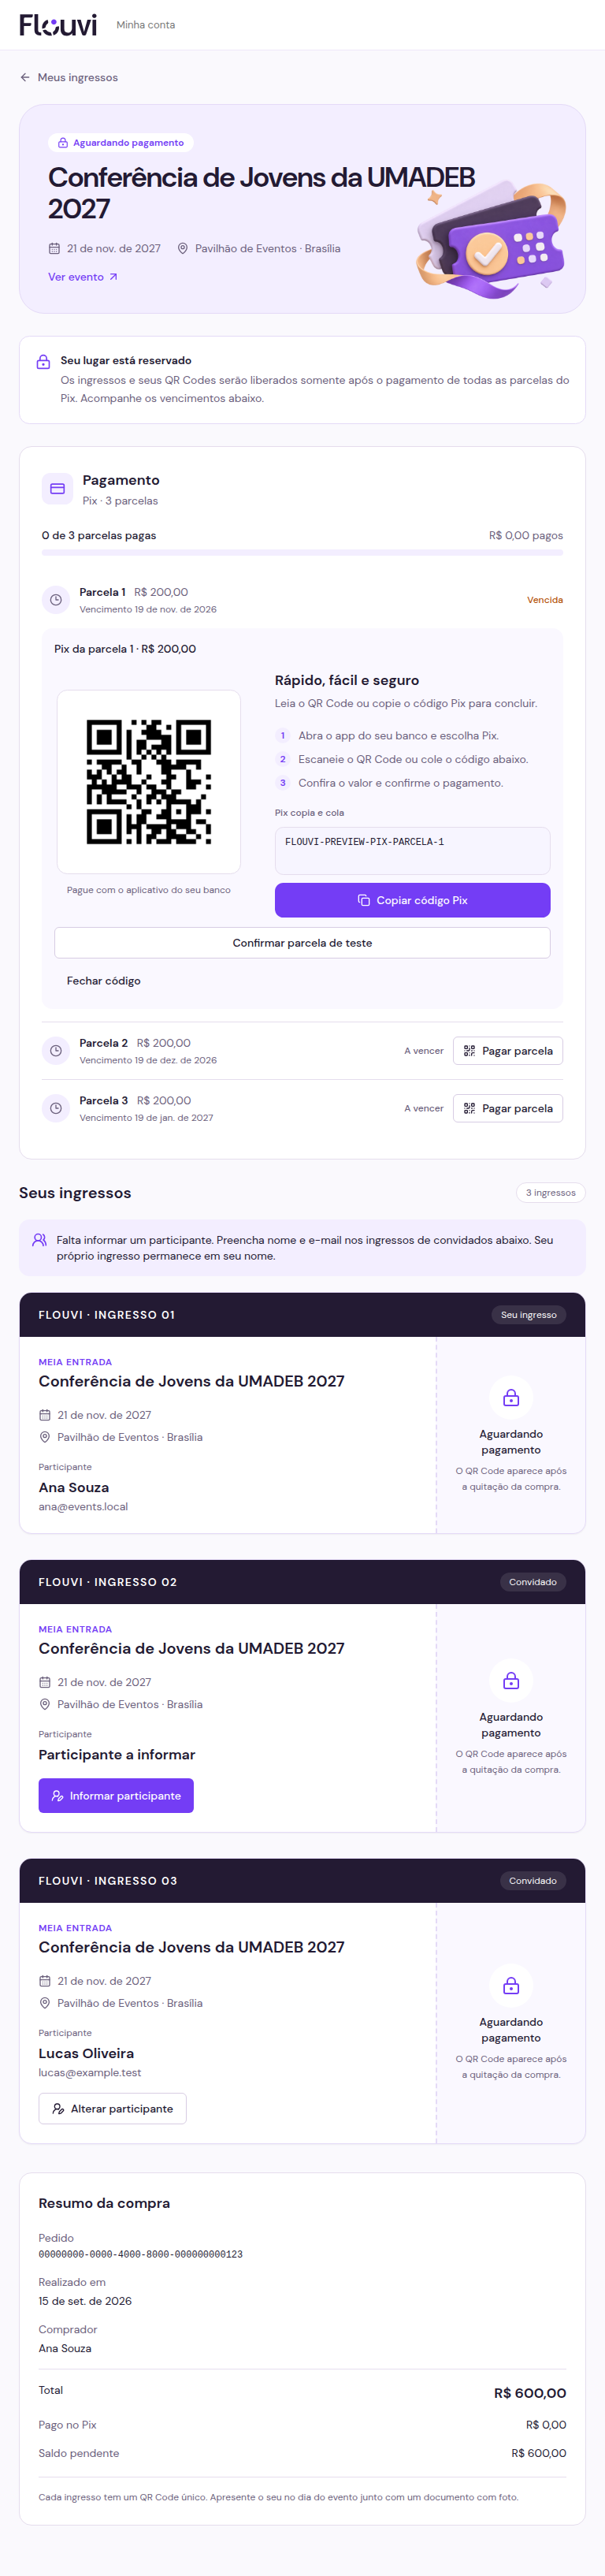 Flouvi
Minha conta
Meus ingressos
Aguardando pagamento
Conferência de Jovens da UMADEB
2027
21 de nov. de 2027
Pavilhão de Eventos · Brasília
Ver evento
Seu lugar está reservado
Os ingressos e seus QR Codes serão liberados somente após o pagamento de todas as parcelas do
Pix. Acompanhe os vencimentos abaixo.
Pagamento
Pix · 3 parcelas
0 de 3 parcelas pagas
R$ 0,00 pagos
Parcela 1 R$ 200,00
Vencimento 19 de nov. de 2026
Vencida
Pix da parcela 1 · R$ 200,00
Pague com o aplicativo do seu banco
Rápido, fácil e seguro
Leia o QR Code ou copie o código Pix para concluir.
1 Abra o app do seu banco e escolha Pix.
2 Escaneie o QR Code ou cole o código abaixo.
3 Confira o valor e confirme o pagamento.
Pix copia e cola
FLOUVI-PREVIEW-PIX-PARCELA-1
Copiar código Pix
Confirmar parcela de teste
Fechar código
Parcela 2 R$ 200,00
Vencimento 19 de dez. de 2026
A vencer
Pagar parcela
Parcela 3 R$ 200,00
Vencimento 19 de jan. de 2027
A vencer
Pagar parcela
Seus ingressos
3 ingressos
Falta informar um participante. Preencha nome e e-mail nos ingressos de convidados abaixo. Seu
próprio ingresso permanece em seu nome.
FLOUVI · INGRESSO 01
Seu ingresso
MEIA ENTRADA
Conferência de Jovens da UMADEB 2027
21 de nov. de 2027
Pavilhão de Eventos · Brasília
Participante
Ana Souza
ana@events.local
Aguardando
pagamento
O QR Code aparece após
a quitação da compra.
FLOUVI · INGRESSO 02
Convidado
MEIA ENTRADA
Conferência de Jovens da UMADEB 2027
21 de nov. de 2027
Pavilhão de Eventos · Brasília
Participante
Participante a informar
Informar participante
Aguardando
pagamento
O QR Code aparece após
a quitação da compra.
FLOUVI · INGRESSO 03
Convidado
MEIA ENTRADA
Conferência de Jovens da UMADEB 2027
21 de nov. de 2027
Pavilhão de Eventos · Brasília
Participante
Lucas Oliveira
lucas@example.test
Alterar participante
Aguardando
pagamento
O QR Code aparece após
a quitação da compra.
Resumo da compra
Pedido
00000000-0000-4000-8000-000000000123
Realizado em
15 de set. de 2026
Comprador
Ana Souza
Total
R$ 600,00
Pago no Pix
R$ 0,00
Saldo pendente
R$ 600,00
Cada ingresso tem um QR Code único. Apresente o seu no dia do evento junto com um documento com foto.